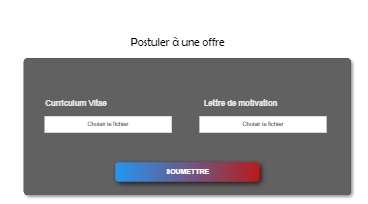 Postuler à une offre
Curriculum Vitae
Lettre de motivation
Choisir le fichier
Choisir le fichier
SOUMETTRE